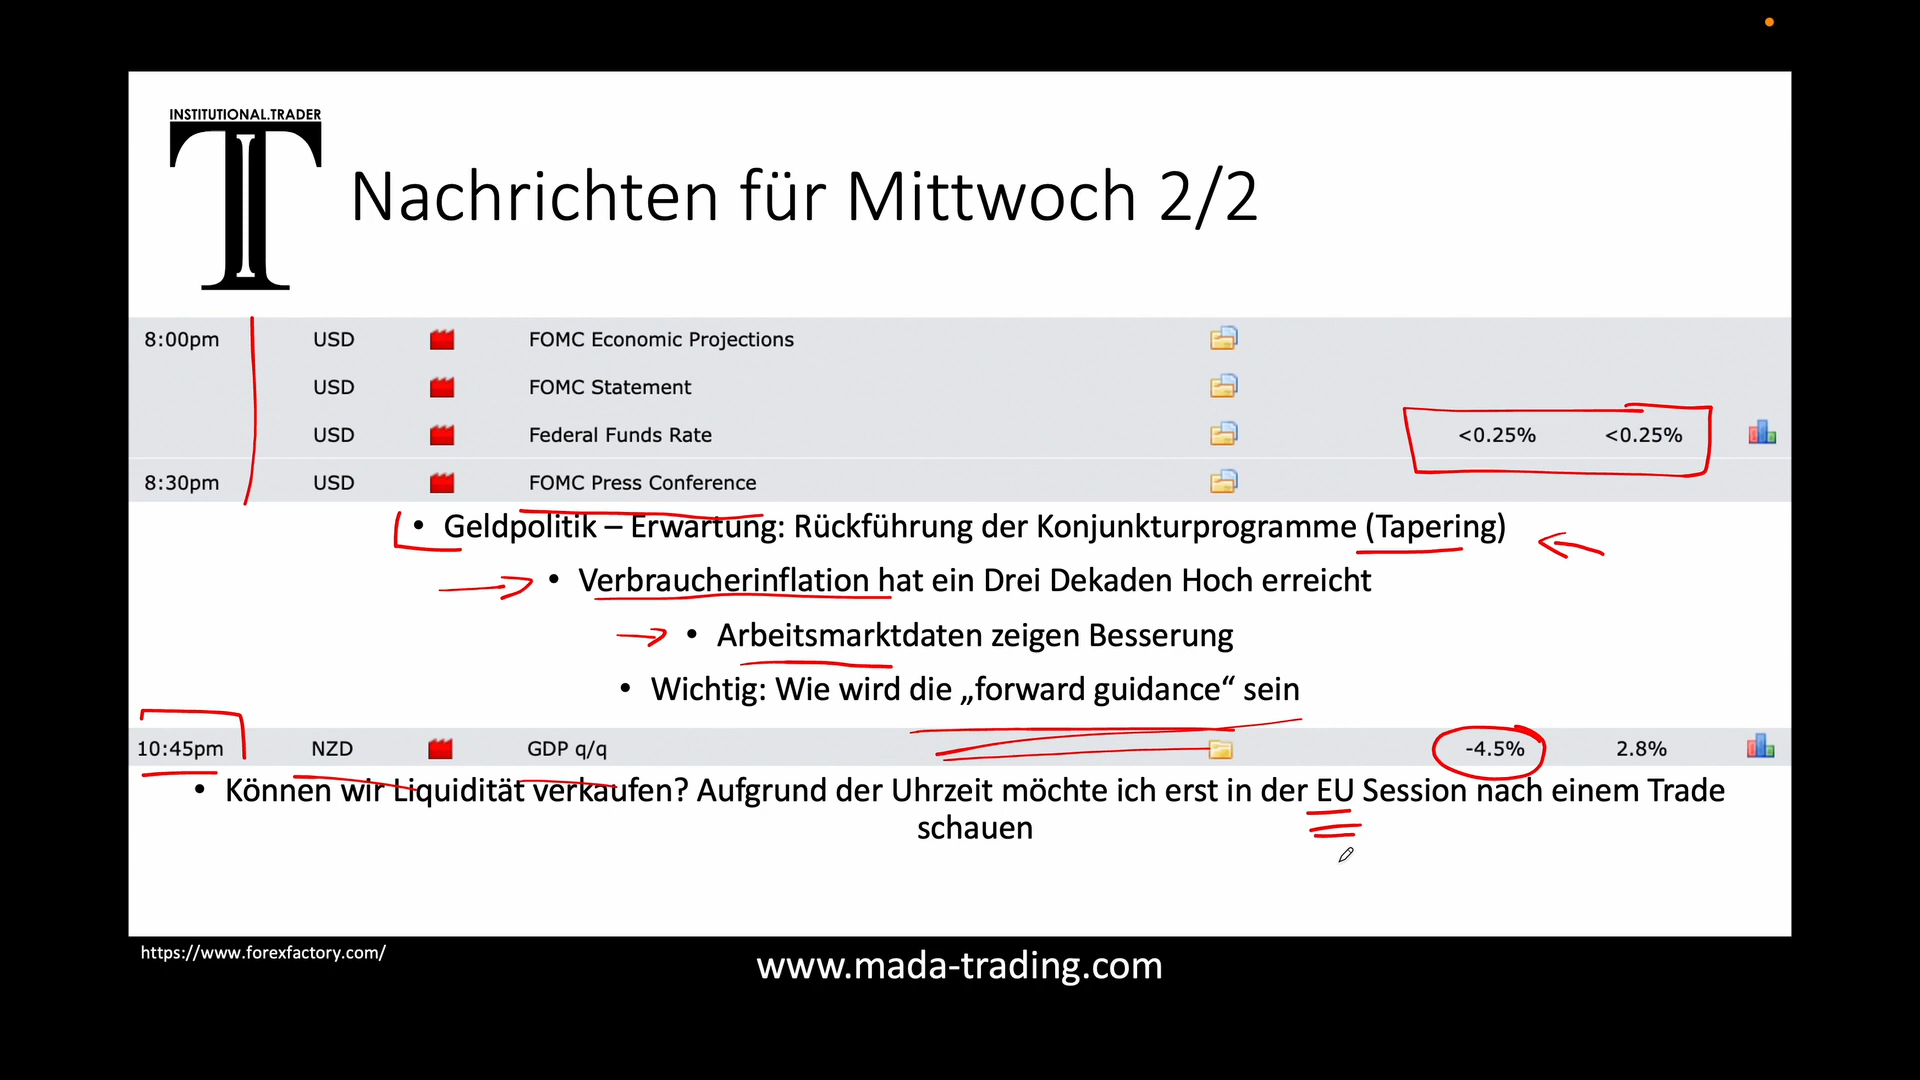 INSTITUTIONAL.TRADER
Nachrichten für Mittwoch 2/2
8:00pm USD FOMC Economic Projections
USD FOMC Statement
USD Federal Funds Rate <0.25% <0.25%
8:30pm USD FOMC Press Conference
• Geldpolitik – Erwartung: Rückführung der Konjunkturprogramme (Tapering)
• Verbraucherinflation hat ein Drei Dekaden Hoch erreicht
• Arbeitsmarktdaten zeigen Besserung
• Wichtig: Wie wird die „forward guidance“ sein
10:45pm NZD GDP q/q -4.5% 2.8%
• Können wir Liquidität verkaufen? Aufgrund der Uhrzeit möchte ich erst in der EU Session nach einem Trade
schauen
https://www.forexfactory.com/
www.mada-trading.com